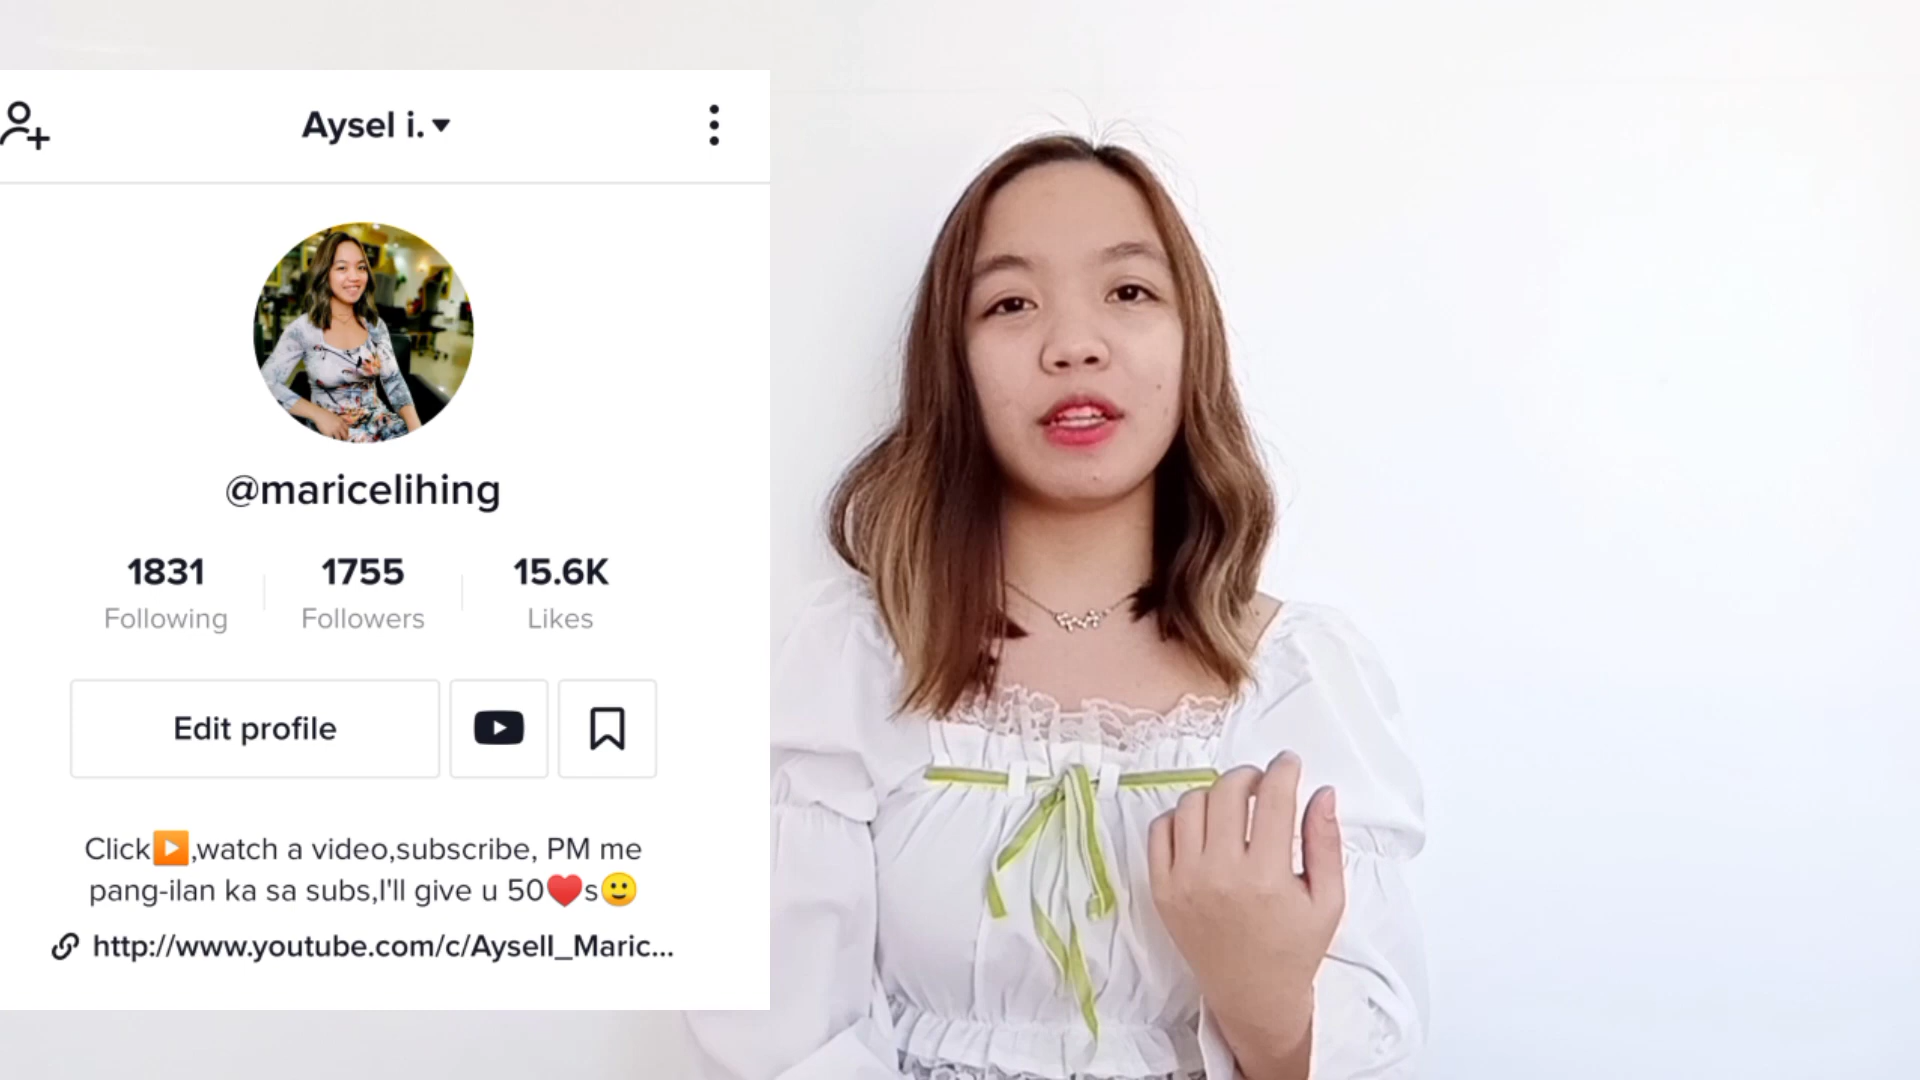 Aysel i.
@maricelihing
1831 1755 15.6K
Following Followers Likes
Edit profile
Click▶️,watch a video,subscribe, PM me
pang-ilan ka sa subs,I'll give u 50❤️s🙂
http://www.youtube.com/c/Aysell_Maric...